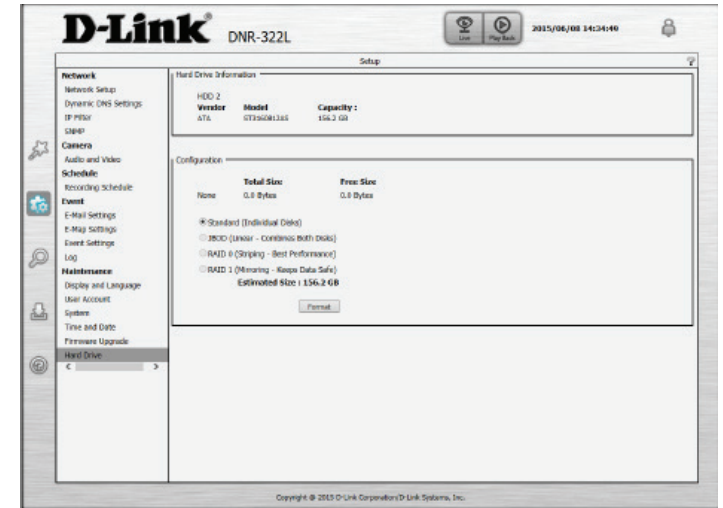 D-Link DNR-322L
Live
Play Back
2015/06/08 14:34:49
Setup
?
Network
Network Setup
Dynamic DNS Settings
IP Filter
SNMP
Camera
Audio and Video
Schedule
Recording Schedule
Event
E-Mail Settings
E-Map Settings
Event Settings
Log
Maintenance
Display and Language
User Account
System
Time and Date
Firmware Upgrade
Hard Drive
Hard Drive Information
HDD 2
Vendor Model Capacity :
ATA ST3160812AS 156.2 GB
Configuration
Total Size Free Size
None 0.0 Bytes 0.0 Bytes
Standard (Individual Disks)
JBOD (Linear - Combines Both Disks)
RAID 0 (Striping - Best Performance)
RAID 1 (Mirroring - Keeps Data Safe)
Estimated Size : 156.2 GB
Format
Copyright @ 2015 D-Link Corporation/D-Link Systems, Inc.